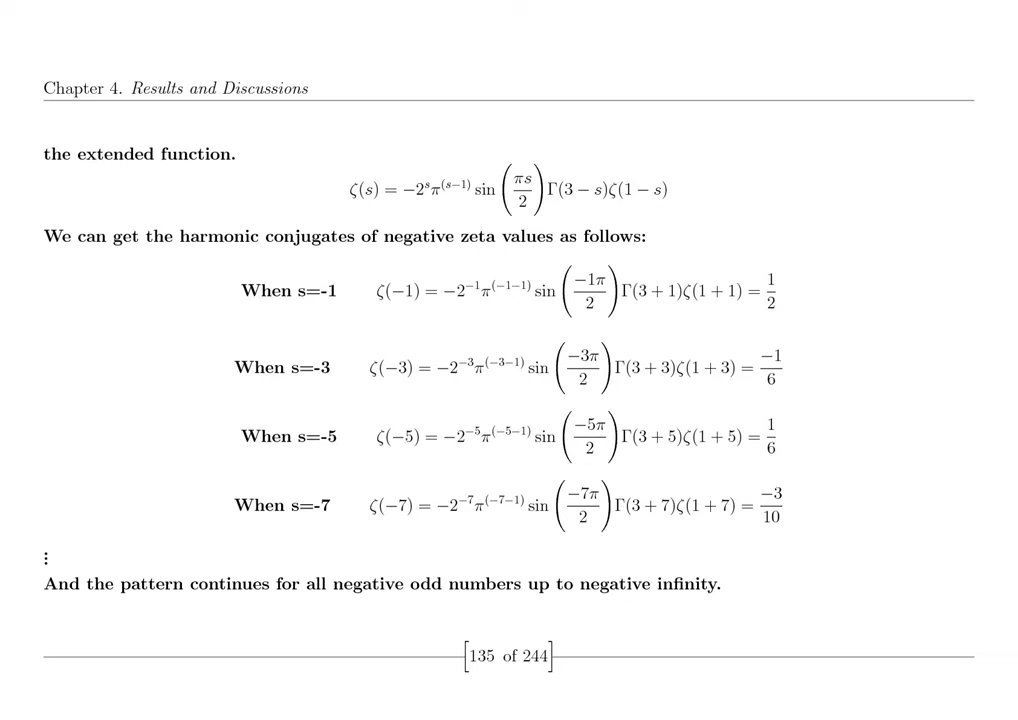 Chapter 4. Results and Discussions
the extended function.
ζ(s) = −2^s π^(s−1) sin(πs/2) Γ(3 − s)ζ(1 − s)
We can get the harmonic conjugates of negative zeta values as follows:
When s=-1 ζ(−1) = −2^−1 π^(−1−1) sin(−1π/2) Γ(3 + 1)ζ(1 + 1) = 1/2
When s=-3 ζ(−3) = −2^−3 π^(−3−1) sin(−3π/2) Γ(3 + 3)ζ(1 + 3) = −1/6
When s=-5 ζ(−5) = −2^−5 π^(−5−1) sin(−5π/2) Γ(3 + 5)ζ(1 + 5) = 1/6
When s=-7 ζ(−7) = −2^−7 π^(−7−1) sin(−7π/2) Γ(3 + 7)ζ(1 + 7) = −3/10
⋮
And the pattern continues for all negative odd numbers up to negative infinity.
[135 of 244]